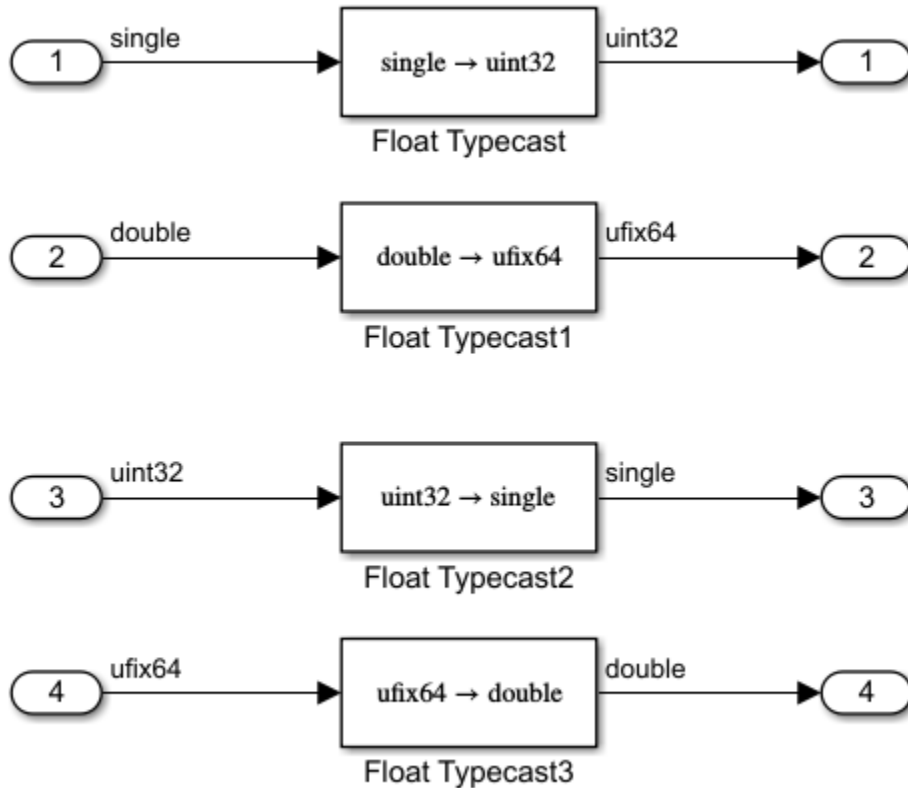 single
uint32
1
single → uint32
1
Float Typecast
double
ufix64
2
double → ufix64
2
Float Typecast1
uint32
single
3
uint32 → single
3
Float Typecast2
ufix64
double
4
ufix64 → double
4
Float Typecast3